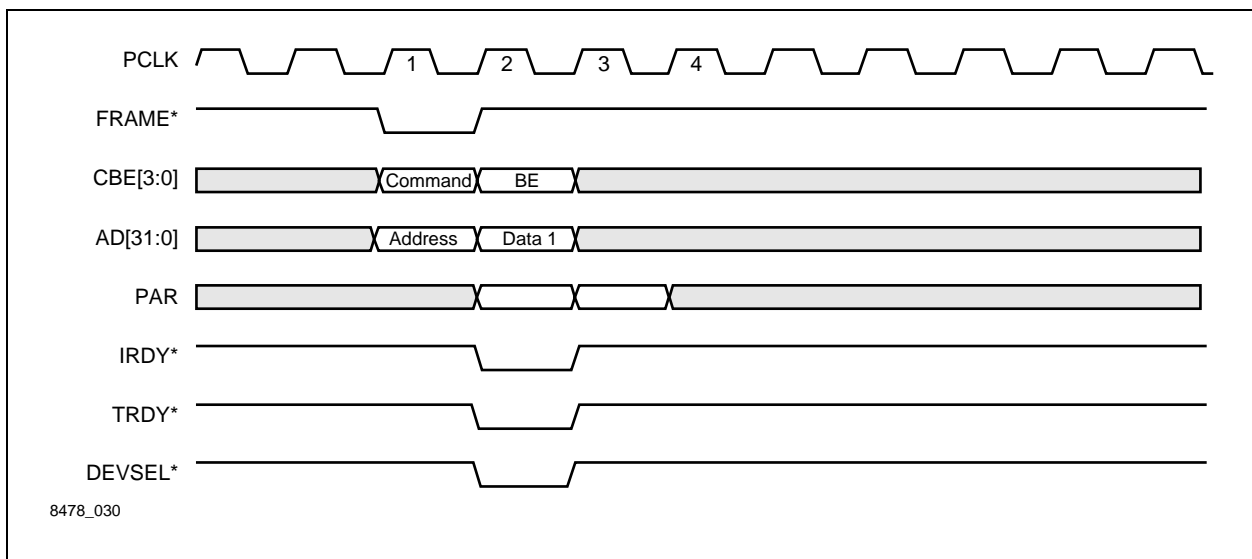 PCLK 1 2 3 4
FRAME*
CBE[3:0] Command BE
AD[31:0] Address Data 1
PAR
IRDY*
TRDY*
DEVSEL*
8478_030